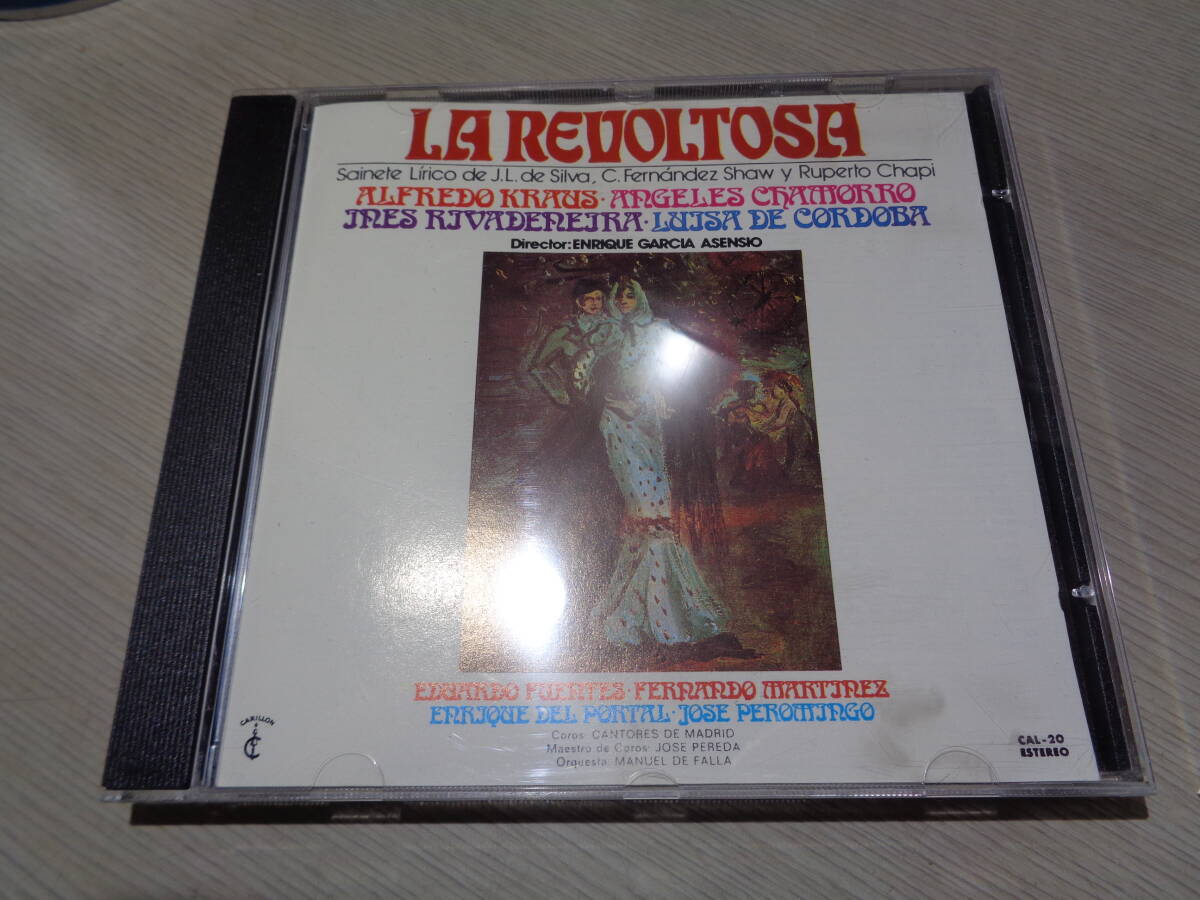 LA REVOLTOSA
Sainete Lírico de J.L. de Silva, C. Fernández Shaw y Ruperto Chapi
ALFREDO KRAUS · ANGELES CHAMORRO
INES RIVADENEIRA · LUISA DE CORDOBA
Director: ENRIQUE GARCIA ASENSIO
EDUARDO FUENTES · FERNANDO MARTINEZ
ENRIQUE DEL PORTAL · JOSE PEROMINGO
Coros: CANTORES DE MADRID
Maestro de Coros: JOSE PEREDA
Orquesta: MANUEL DE FALLA
CARILLON
CAL-20
ESTEREO